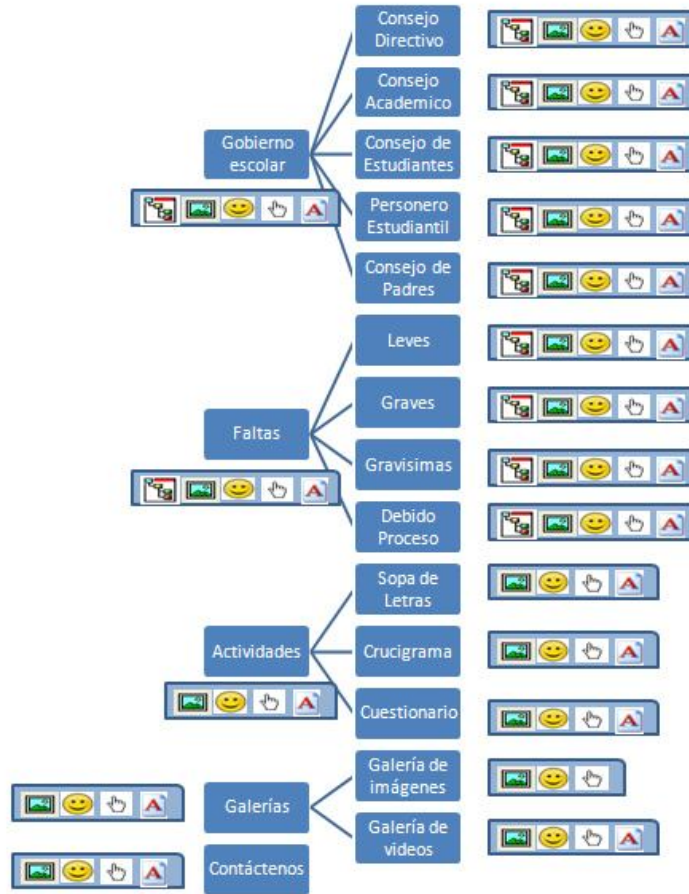 Consejo
Directivo
Consejo
Academico
Gobierno
escolar
Consejo de
Estudiantes
Personero
Estudiantil
Consejo de
Padres
Leves
Graves
Faltas
Gravisimas
Debido
Proceso
Sopa de
Letras
Actividades
Crucigrama
Cuestionario
Galería de
imágenes
Galerías
Galería de
videos
Contáctenos